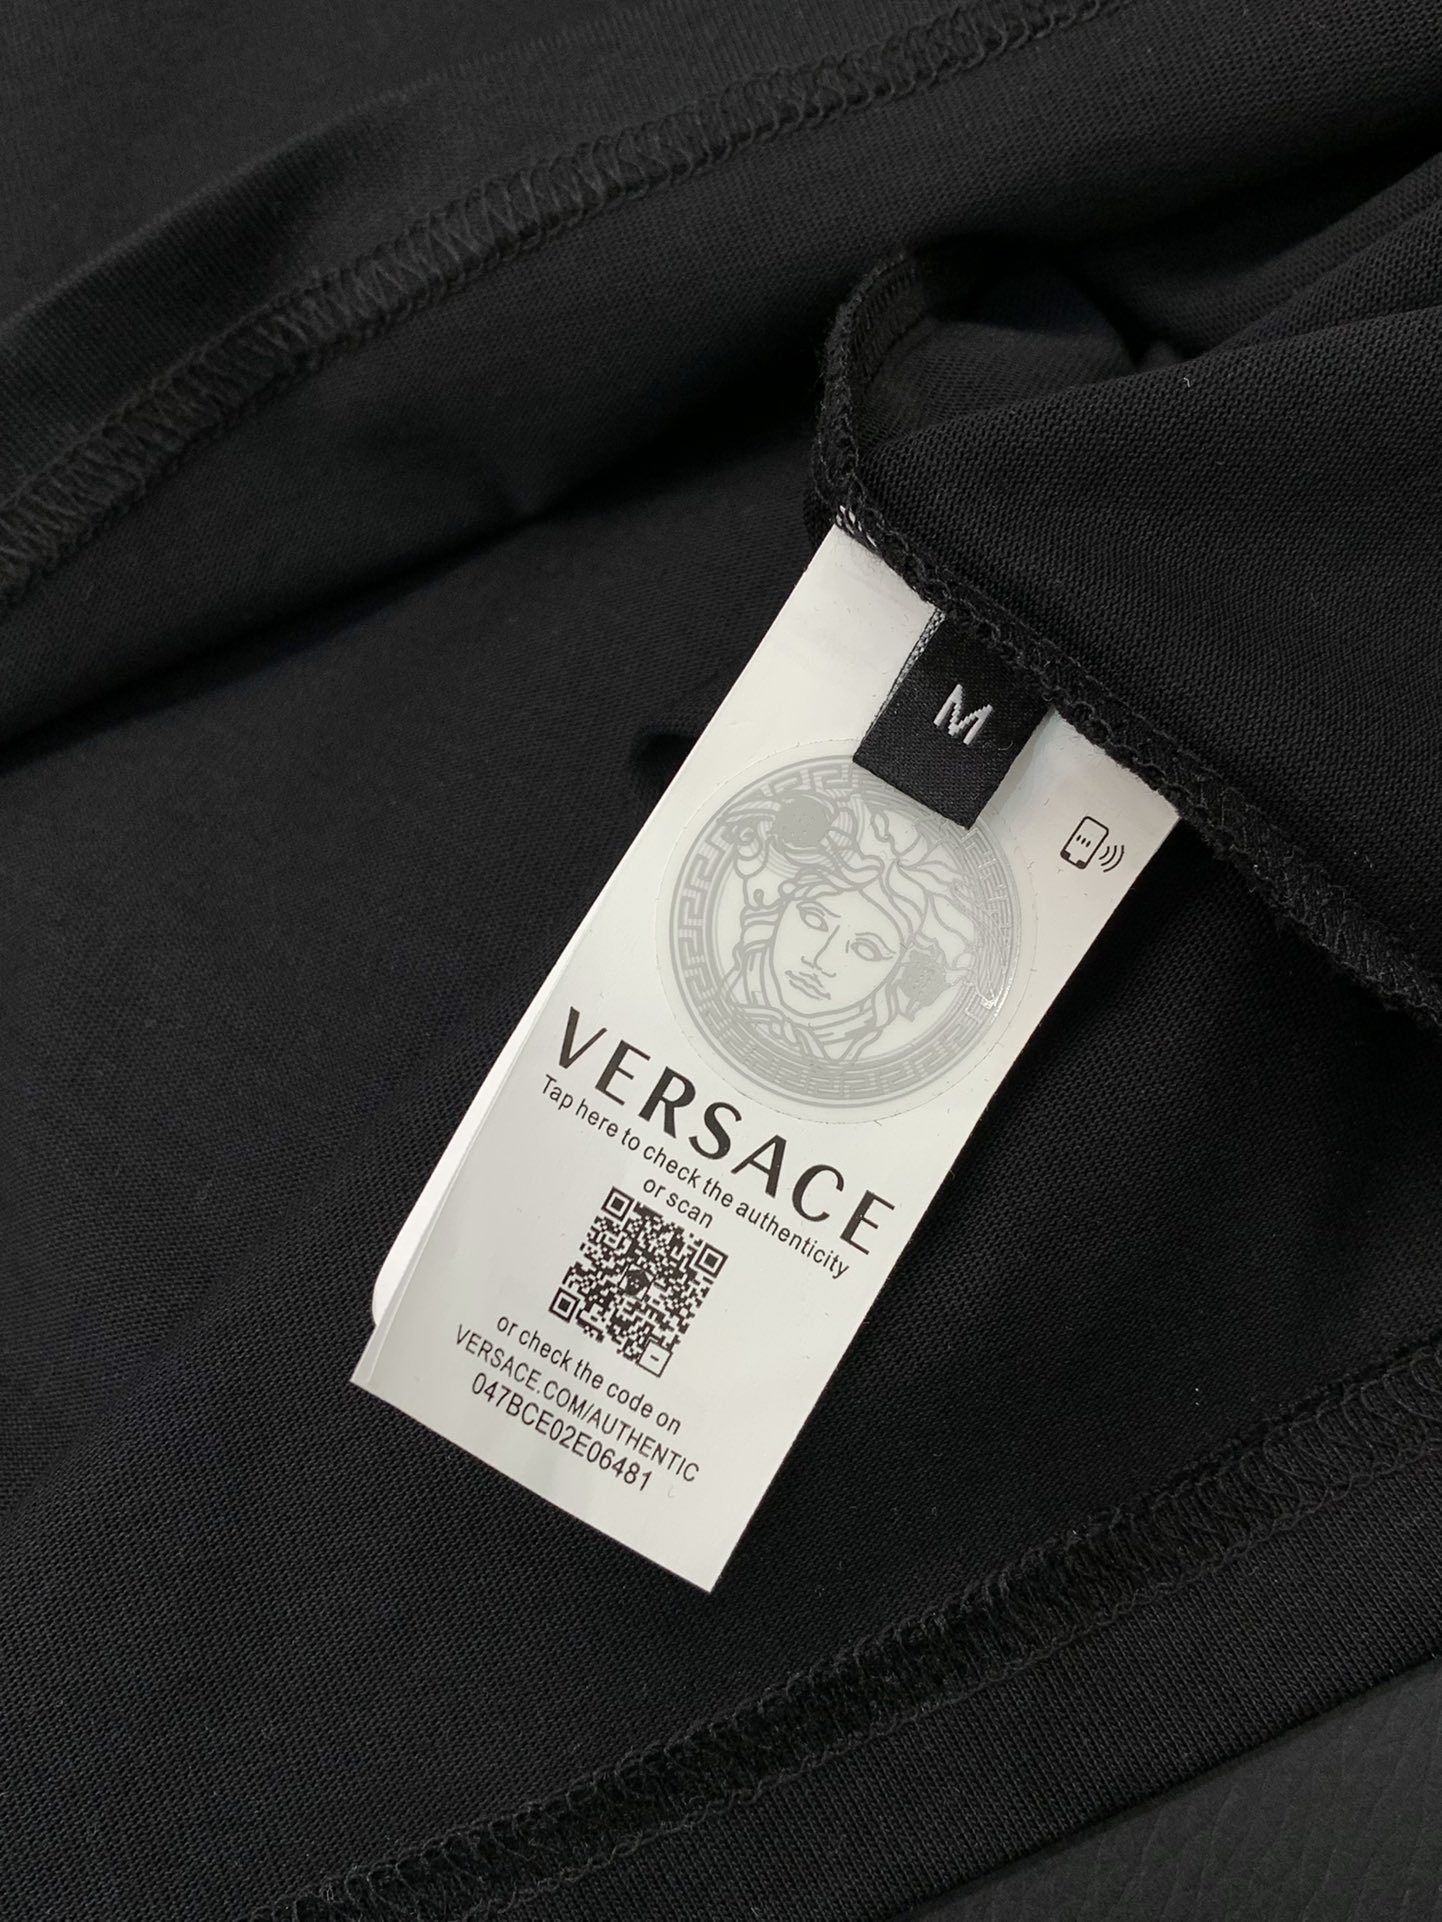 M
VERSACE
Tap here to check the authenticity
or scan
or check the code on
VERSACE.COM/AUTHENTIC
047BCE02E06481